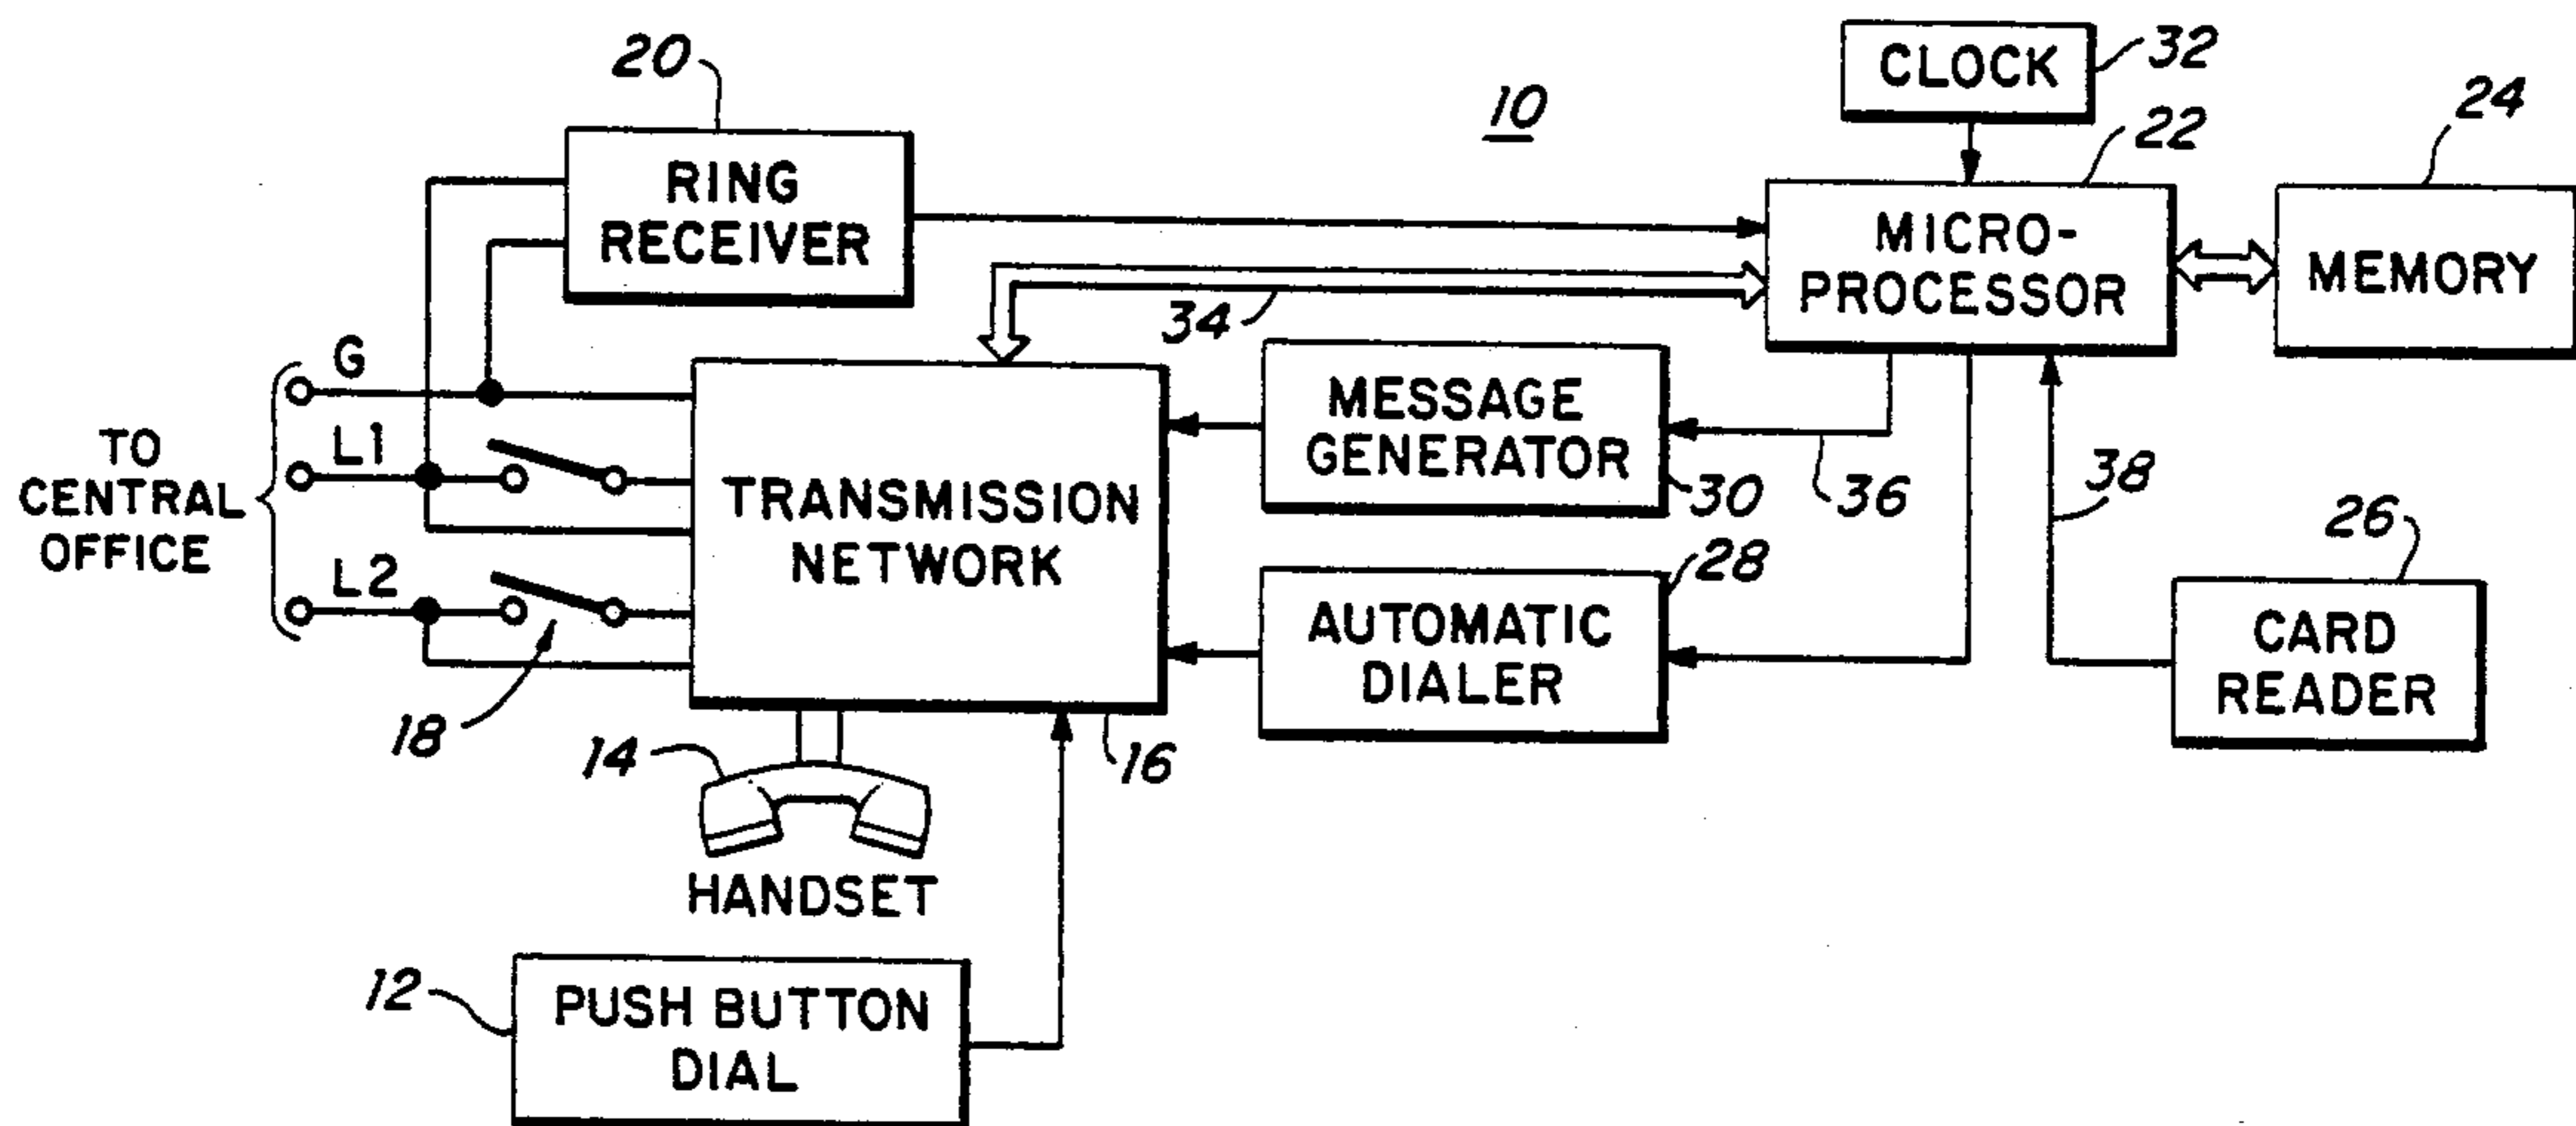 20
RING
RECEIVER
10
CLOCK
32
22
24
MICRO-
PROCESSOR
MEMORY
34
G
L1
L2
TO
CENTRAL
OFFICE
18
TRANSMISSION
NETWORK
16
MESSAGE
GENERATOR
30
36
38
AUTOMATIC
DIALER
28
26
CARD
READER
14
HANDSET
12
PUSH BUTTON
DIAL